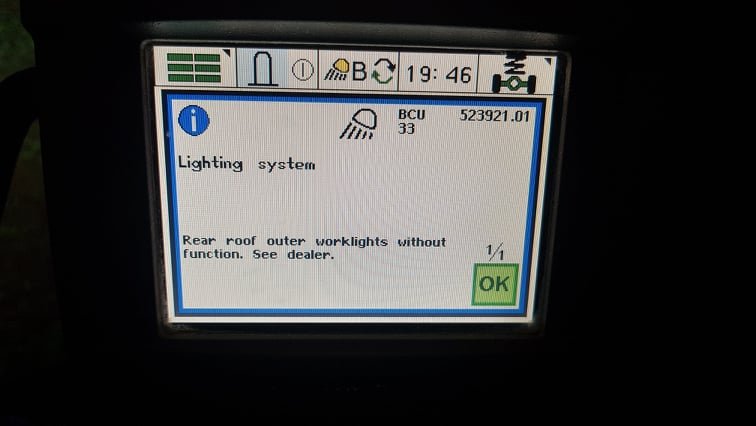 B 19: 46
BCU 523921.01
33
Lighting system
Rear roof outer worklights without
function. See dealer.
1/1
OK